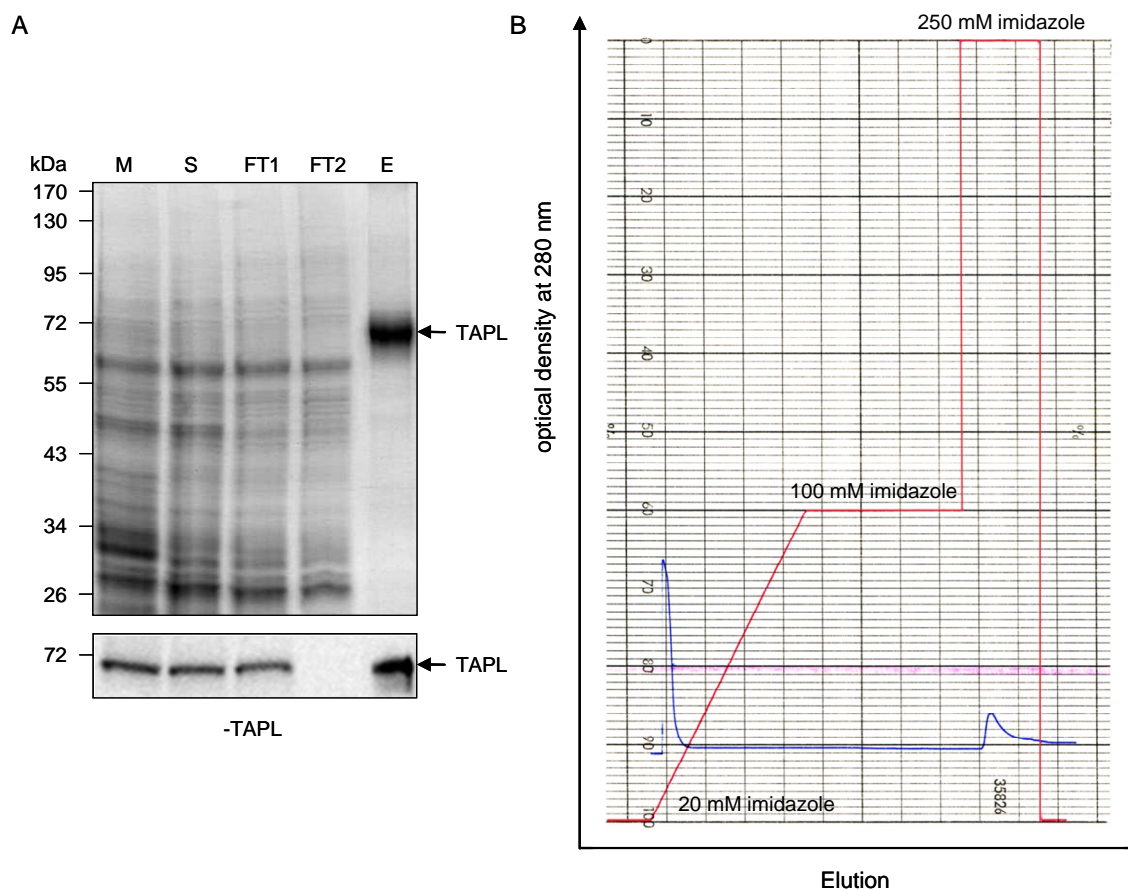 A
kDa M S FT1 FT2 E
170
130
95
72
TAPL
55
43
34
26
72
TAPL
-TAPL
B
250 mM imidazole
optical density at 280 nm
0
10
20
30
40
% 50 %
100 mM imidazole
60
70
80
90
20 mM imidazole
100
35826
Elution